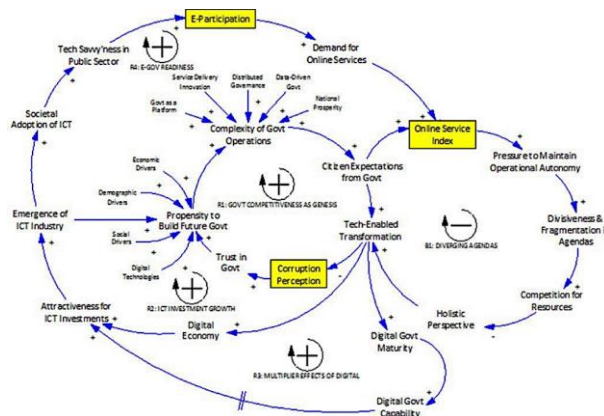 E-Participation
Tech Savvy'ness in
Public Sector
R4: E-GOV READINESS
Demand for
Online Services
Service Delivery
Innovation
Distributed
Governance
Data-Driven
Govt
Govt as a
Platform
National
Prosperity
Societal
Adoption of ICT
Complexity of Govt
Operations
Online Service
Index
Citizen Expectations
from Govt
Pressure to Maintain
Operational Autonomy
Economic
Drivers
Demographic
Drivers
R1: GOVT COMPETITIVENESS AS GENESIS
Emergence of
ICT Industry
Propensity to
Build Future Govt
Tech-Enabled
Transformation
B1: DIVERGING AGENDAS
Divisiveness &
Fragmentation i
Agendas
Social
Drivers
Trust in
Govt
Digital
Technologies
Corruption
Perception
R2: ICT INVESTMENT GROWTH
Attractiveness for
ICT Investments
Digital
Economy
Holistic
Perspective
Competition for
Resources
Digital Govt
Maturity
R3: MULTIPLIER EFFECTS OF DIGITAL
Digital Govt
Capability